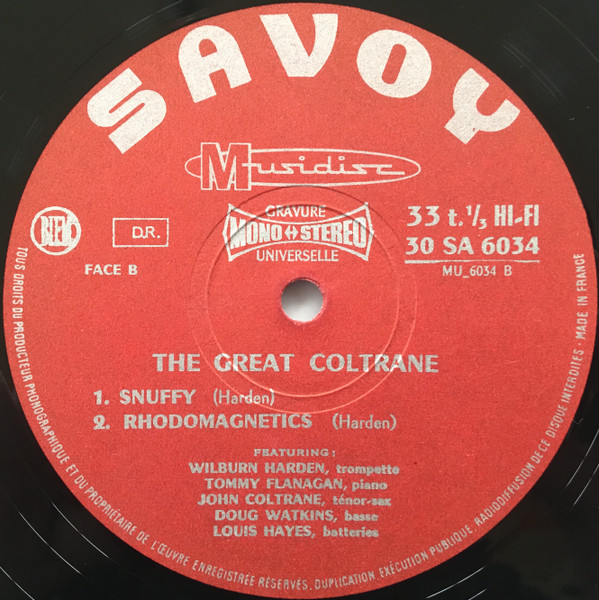 SAVOY
Musidisc
BIEM
D.R.
GRAVURE
MONO ↔ STEREO
UNIVERSELLE
33 t. 1/3 HI-FI
30 SA 6034
MU_6034 B
FACE B
THE GREAT COLTRANE
1. SNUFFY (Harden)
2. RHODOMAGNETICS (Harden)
FEATURING:
WILBURN HARDEN, trompette
TOMMY FLANAGAN, piano
JOHN COLTRANE, ténor-sax
DOUG WATKINS, basse
LOUIS HAYES, batteries
TOUS DROITS DU PRODUCTEUR PHONOGRAPHIQUE ET DU PROPRIÉTAIRE DE L'ŒUVRE ENREGISTRÉE RÉSERVÉS. DUPLICATION, EXÉCUTION PUBLIQUE, RADIODIFFUSION DE CE DISQUE INTERDITES - MADE IN FRANCE